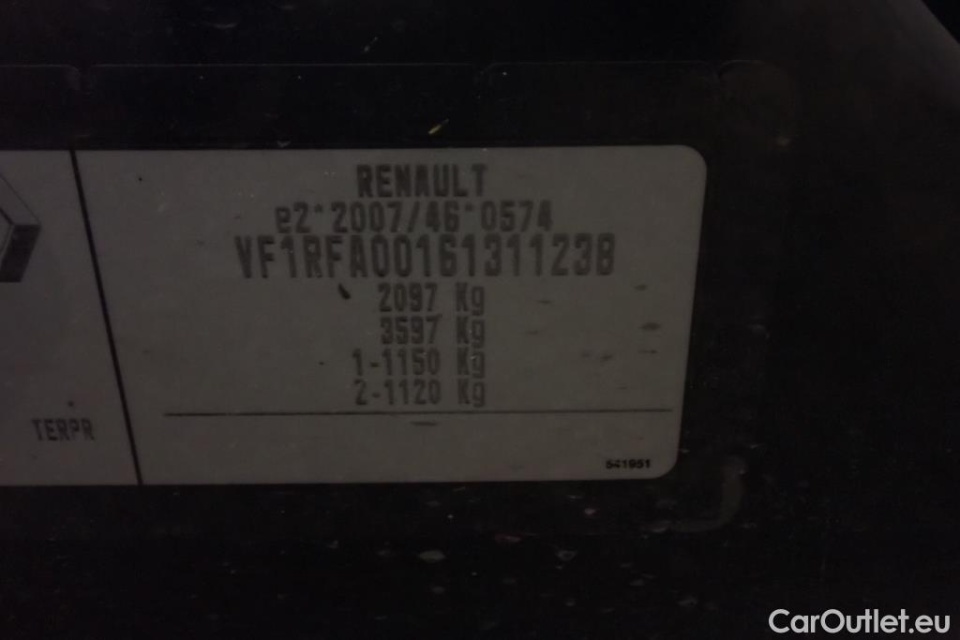 RENAULT
e2*2007/46*0574
VF1RFA00161311238
2097 Kg
3597 Kg
1-1150 Kg
2-1120 Kg
TERPR
541951
CarOutlet.eu